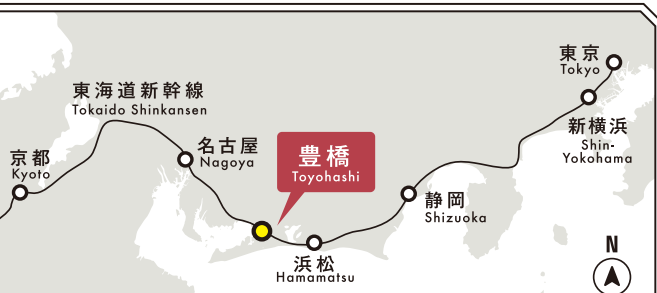 東京
Tokyo
東海道新幹線
Tokaido Shinkansen
新横浜
Shin-
Yokohama
名古屋
Nagoya
豊橋
Toyohashi
京都
Kyoto
静岡
Shizuoka
浜松
Hamamatsu
N